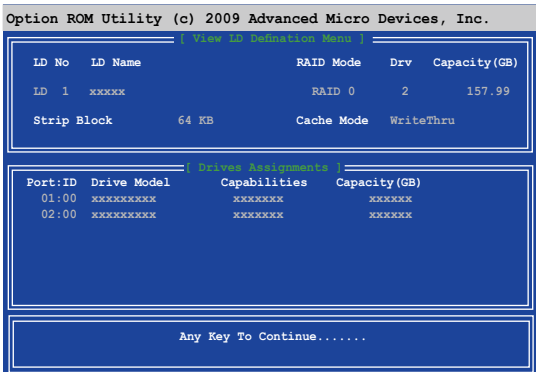 Option ROM Utility (c) 2009 Advanced Micro Devices, Inc.
[ View LD Defination Menu ]
LD No LD Name RAID Mode Drv Capacity(GB)
LD 1 xxxxx RAID 0 2 157.99
Strip Block 64 KB Cache Mode WriteThru
[ Drives Assignments ]
Port:ID Drive Model Capabilities Capacity(GB)
01:00 xxxxxxxxx xxxxxxx xxxxxx
02:00 xxxxxxxxx xxxxxxx xxxxxx
Any Key To Continue.......